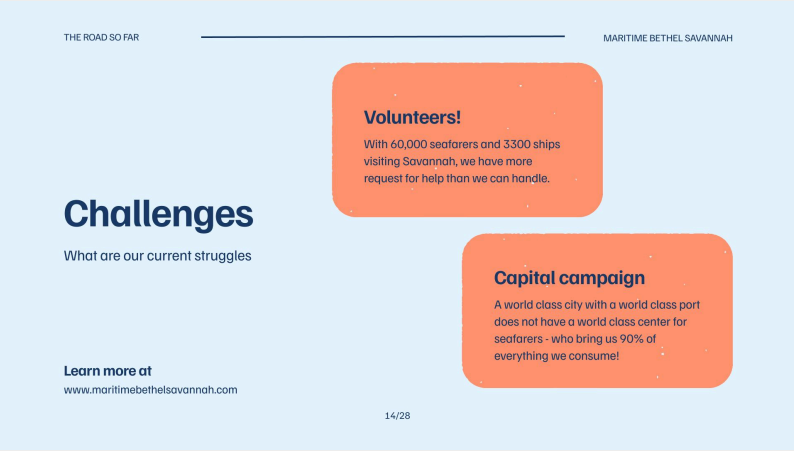 THE ROAD SO FAR
MARITIME BETHEL SAVANNAH
Volunteers!
With 60,000 seafarers and 3300 ships
visiting Savannah, we have more
request for help than we can handle.
Challenges
What are our current struggles
Capital campaign
A world class city with a world class port
does not have a world class center for
seafarers - who bring us 90% of
everything we consume!
Learn more at
www.maritimebethelsavannah.com
14/28